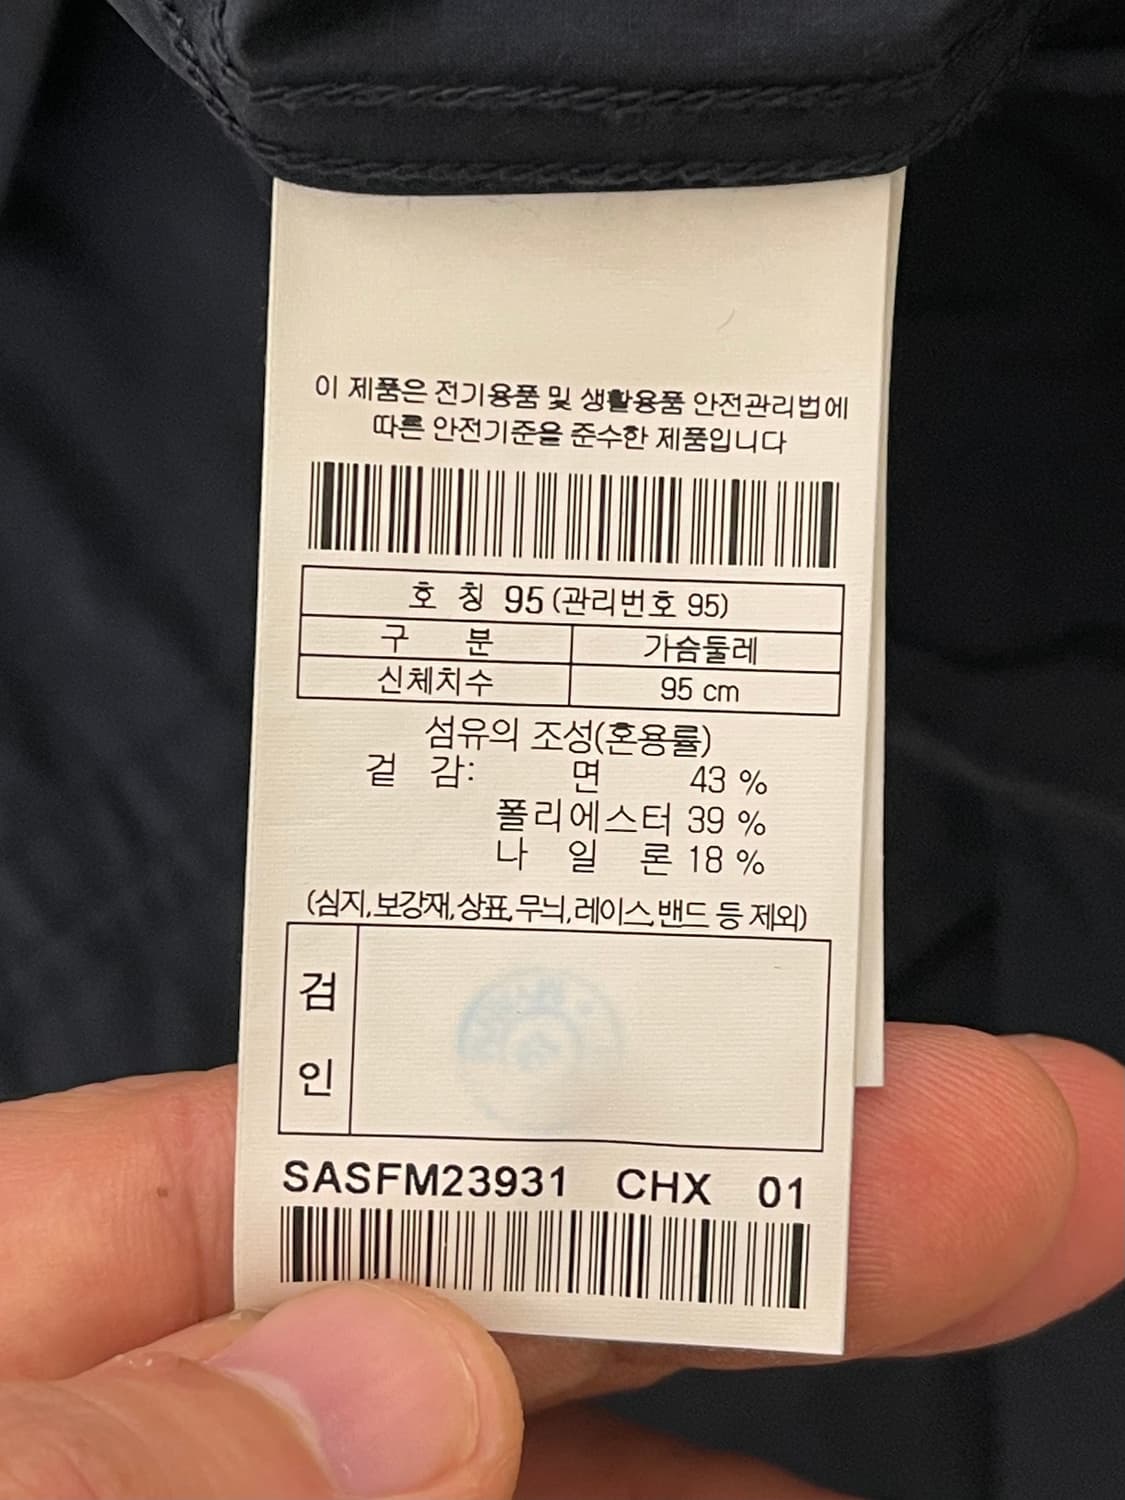 이 제품은 전기용품 및 생활용품 안전관리법에
따른 안전기준을 준수한 제품입니다
호 칭 95 (관리번호 95)
구 분 가슴둘레
신체치수 95 cm
섬유의 조성(혼용률)
겉 감: 면 43 %
폴리에스터 39 %
나 일 론 18 %
(심지,보강재,상표,무늬,레이스,밴드 등 제외)
검
인
SASFM23931 CHX 01